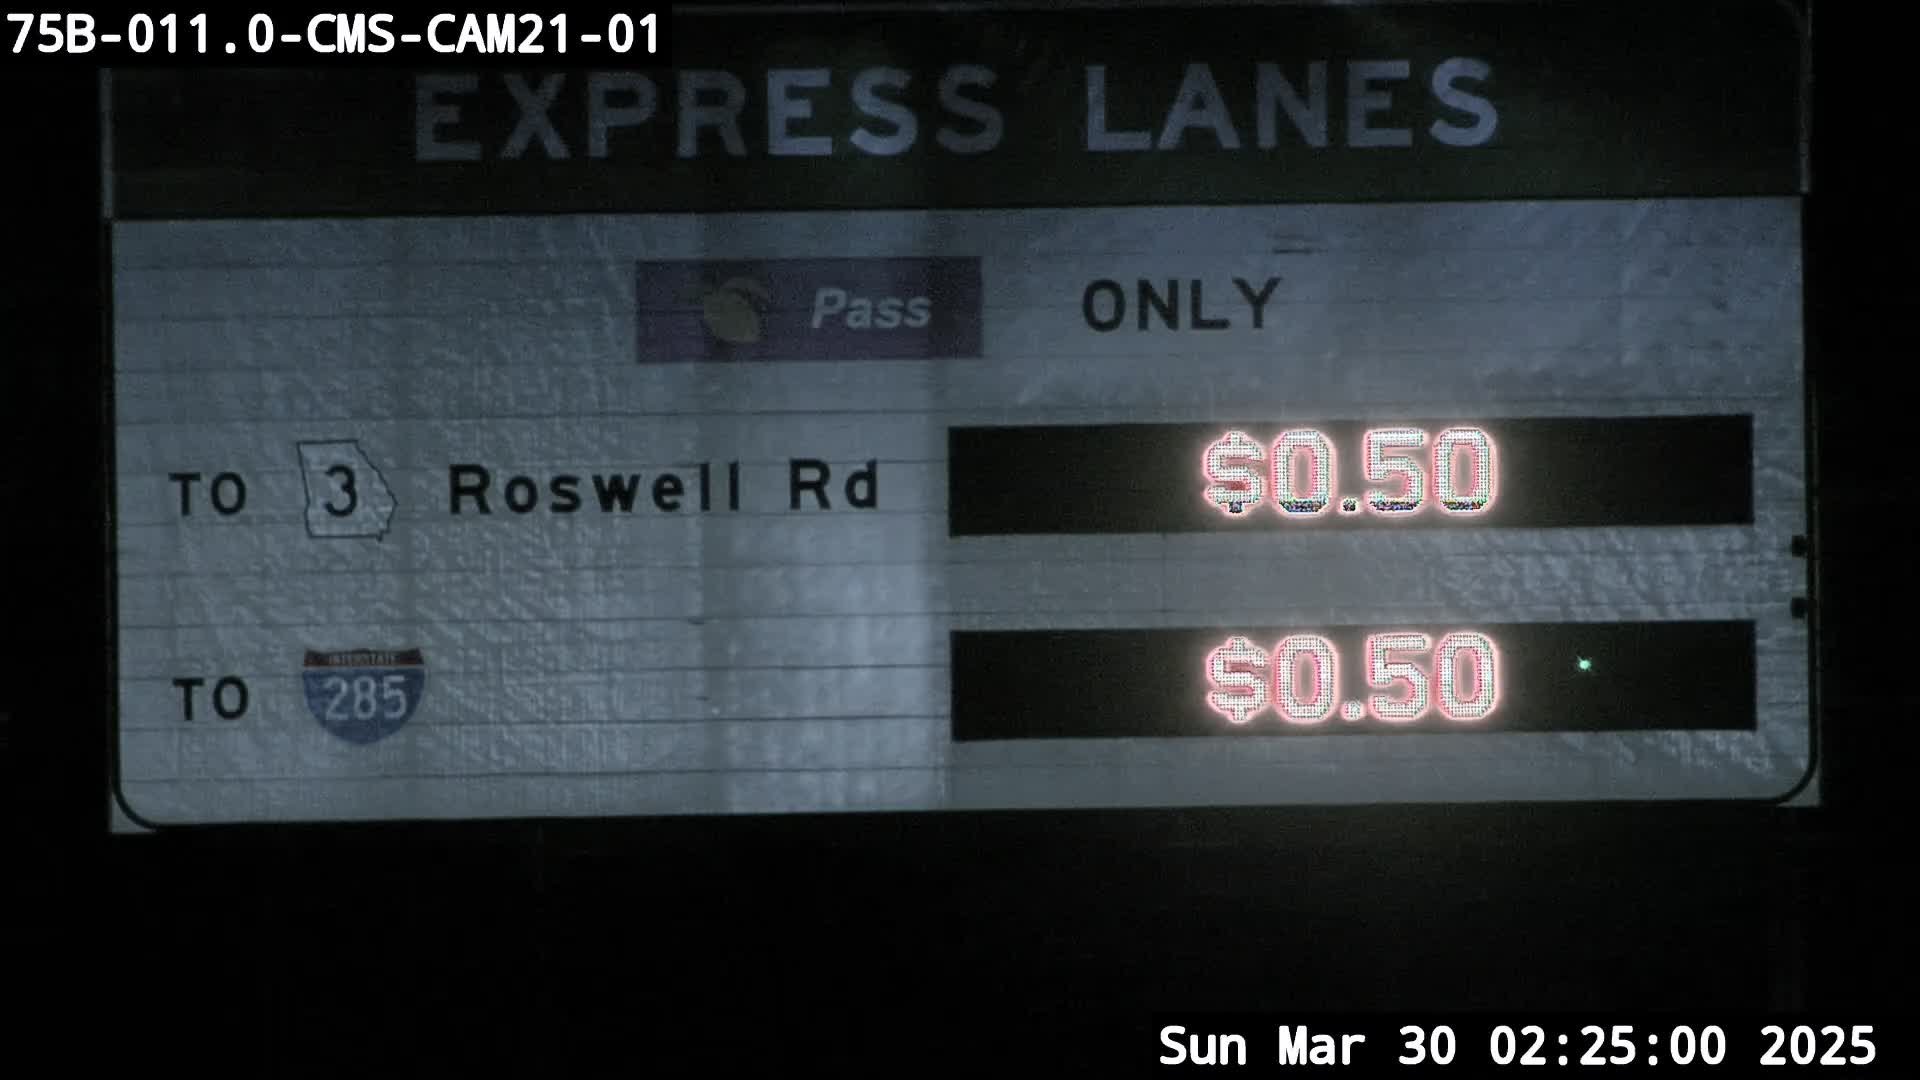 75B-011.0-CMS-CAM21-01
EXPRESS LANES
Pass ONLY
TO 3 Roswell Rd $0.50
INTERSTATE
TO 285 $0.50
Sun Mar 30 02:25:00 2025